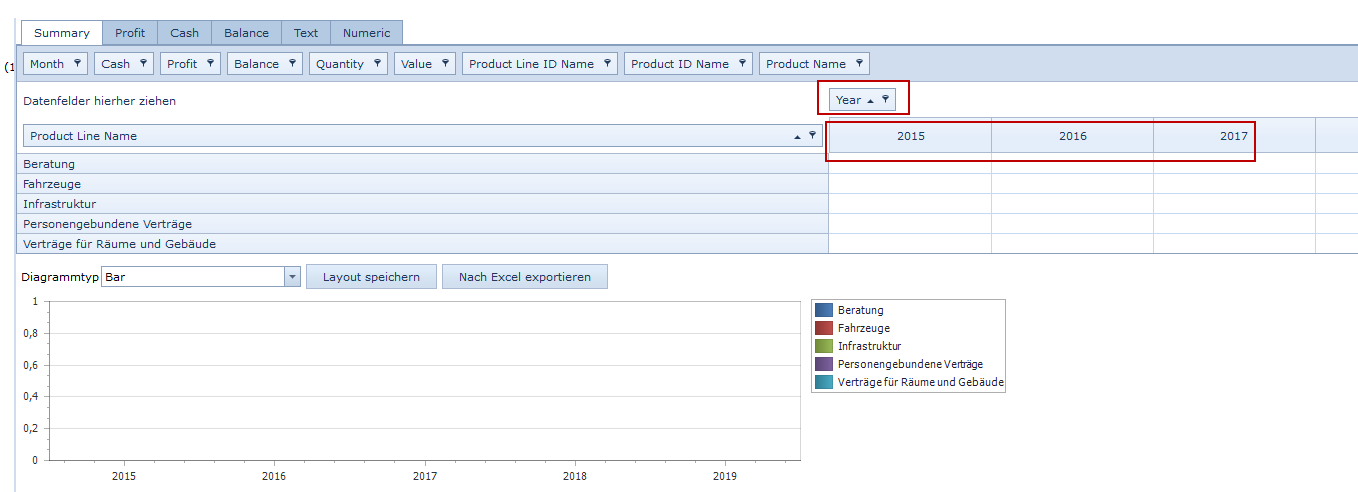 Summary Profit Cash Balance Text Numeric
(1 Month Cash Profit Balance Quantity Value Product Line ID Name Product ID Name Product Name
Datenfelder hierher ziehen Year
Product Line Name 2015 2016 2017
Beratung
Fahrzeuge
Infrastruktur
Personengebundene Verträge
Verträge für Räume und Gebäude
Diagrammtyp Bar Layout speichern Nach Excel exportieren
1
0,8
0,6
0,4
0,2
0
2015 2016 2017 2018 2019
Beratung
Fahrzeuge
Infrastruktur
Personengebundene Verträge
Verträge für Räume und Gebäude